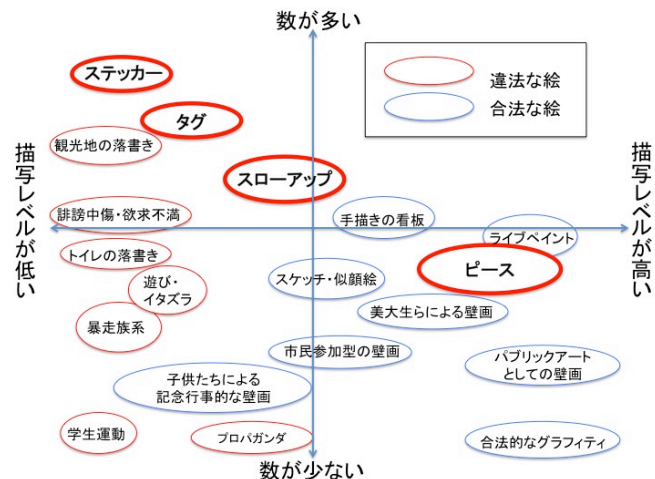 数が多い
ステッカー
違法な絵
合法な絵
タグ
観光地の落書き
描写レベルが低い
スローアップ
描写レベルが高い
誹謗中傷・欲求不満
手描きの看板
ライブペイント
トイレの落書き
ピース
遊び・
イタズラ
スケッチ・似顔絵
美大生らによる壁画
暴走族系
市民参加型の壁画
パブリックアート
としての壁画
子供たちによる
記念行事的な壁画
学生運動
プロパガンダ
合法的なグラフィティ
数が少ない